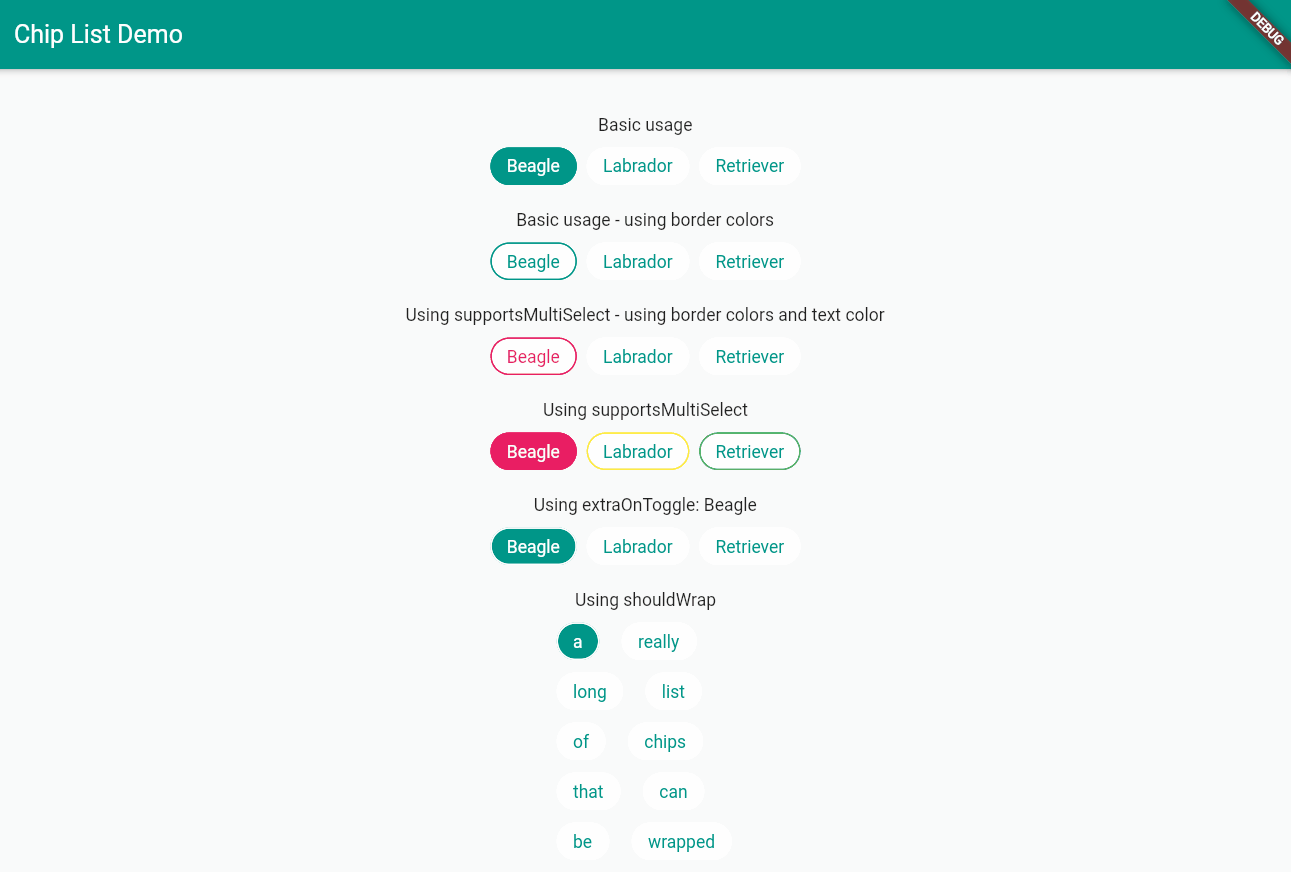 Chip List Demo
DEBUG
Basic usage
Beagle Labrador Retriever
Basic usage - using border colors
Beagle Labrador Retriever
Using supportsMultiSelect - using border colors and text color
Beagle Labrador Retriever
Using supportsMultiSelect
Beagle Labrador Retriever
Using extraOnToggle: Beagle
Beagle Labrador Retriever
Using shouldWrap
a really
long list
of chips
that can
be wrapped